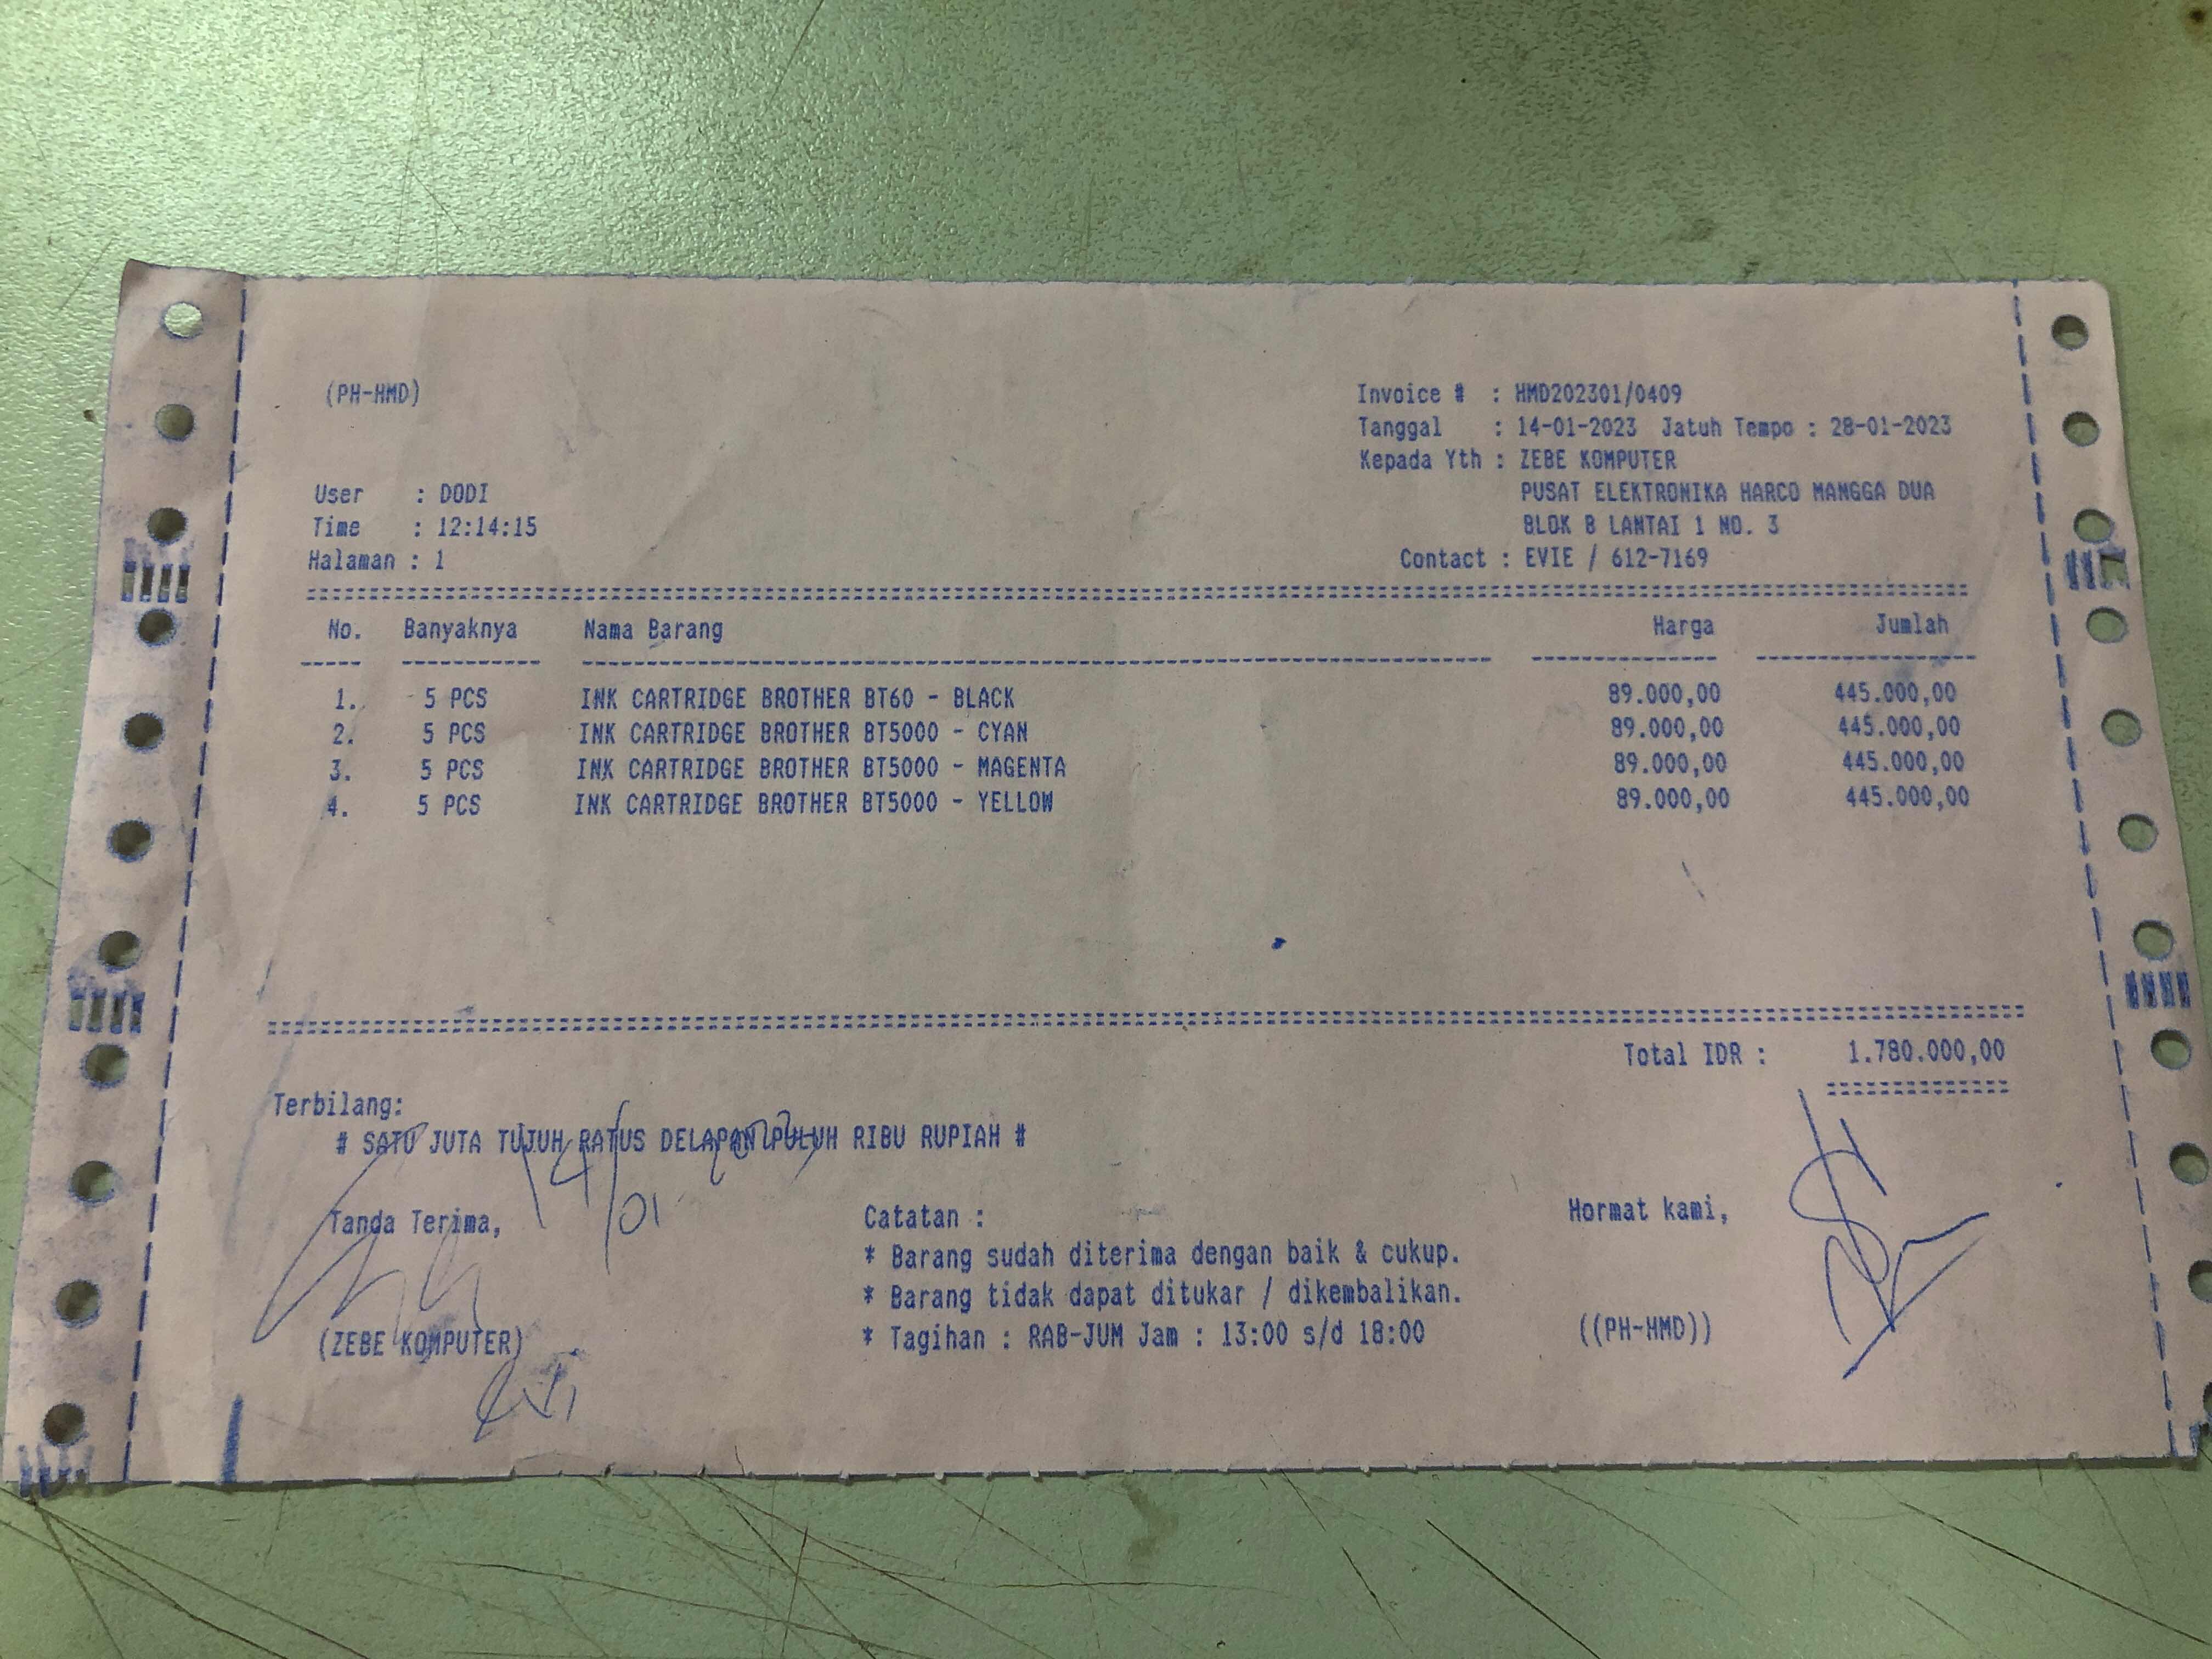 (PH-HMD)
Invoice # : HMD202301/0409
Tanggal : 14-01-2023 Jatuh Tempo : 28-01-2023
Kepada Yth : ZEBE KOMPUTER
User : DODI
PUSAT ELEKTRONIKA HARCO MANGGA DUA
Time : 12:14:15
BLOK B LANTAI 1 NO. 3
Halaman : 1
Contact : EVIE / 612-7169
No. Banyaknya Nama Barang Harga Jumlah
1. 5 PCS INK CARTRIDGE BROTHER BT60 - BLACK 89.000,00 445.000,00
2. 5 PCS INK CARTRIDGE BROTHER BT5000 - CYAN 89.000,00 445.000,00
3. 5 PCS INK CARTRIDGE BROTHER BT5000 - MAGENTA 89.000,00 445.000,00
4. 5 PCS INK CARTRIDGE BROTHER BT5000 - YELLOW 89.000,00 445.000,00
Total IDR : 1.780.000,00
Terbilang:
# SATU JUTA TUJUH RATUS DELAPAN PULUH RIBU RUPIAH #
14/01
Tanda Terima,
Catatan :
Hormat kami,
* Barang sudah diterima dengan baik & cukup.
* Barang tidak dapat ditukar / dikembalikan.
(ZEBE KOMPUTER)
* Tagihan : RAB-JUM Jam : 13:00 s/d 18:00
((PH-HMD))